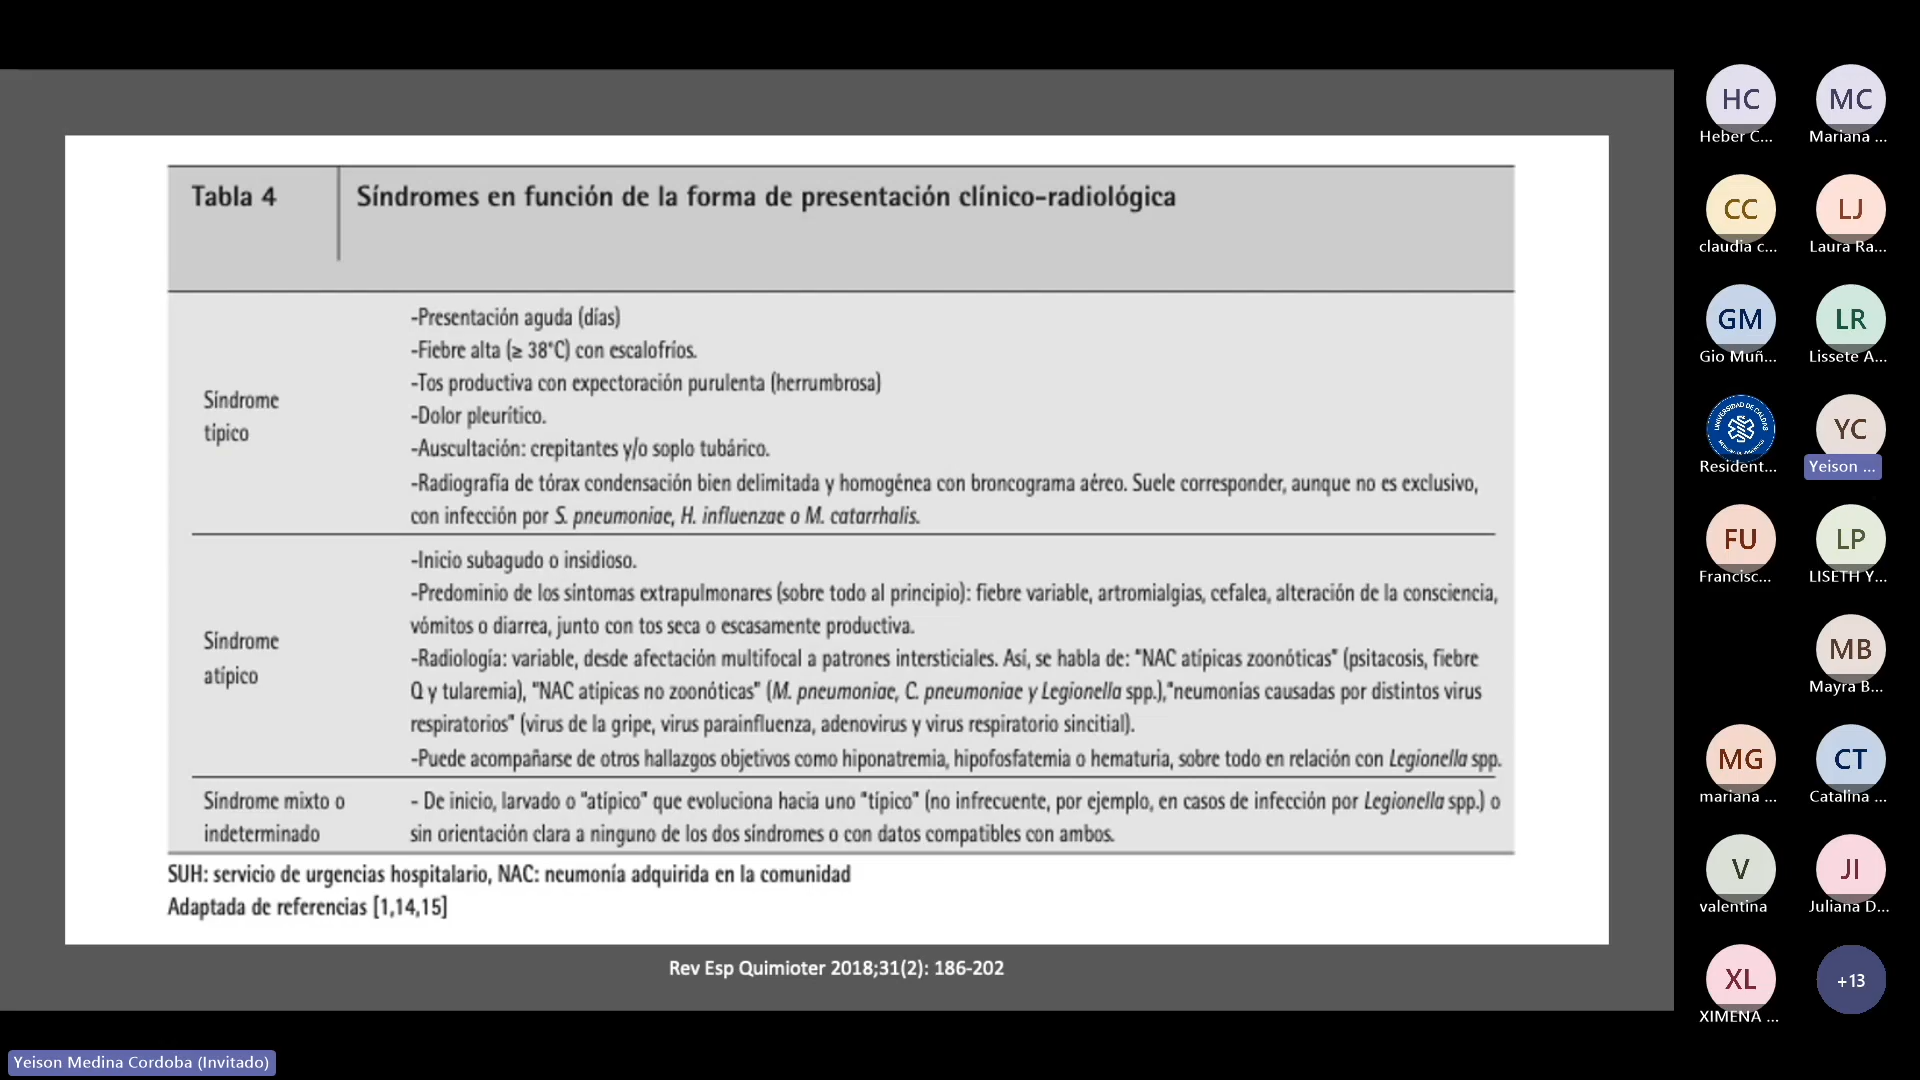 Tabla 4
Síndromes en función de la forma de presentación clínico-radiológica
Síndrome
típico
-Presentación aguda (días)
-Fiebre alta (≥ 38°C) con escalofríos.
-Tos productiva con expectoración purulenta (herrumbrosa)
-Dolor pleurítico.
-Auscultación: crepitantes y/o soplo tubárico.
-Radiografía de tórax condensación bien delimitada y homogénea con broncograma aéreo. Suele corresponder, aunque no es exclusivo,
con infección por S. pneumoniae, H. influenzae o M. catarrhalis.
Síndrome
atípico
-Inicio subagudo o insidioso.
-Predominio de los síntomas extrapulmonares (sobre todo al principio): fiebre variable, artromialgias, cefalea, alteración de la consciencia,
vómitos o diarrea, junto con tos seca o escasamente productiva.
-Radiología: variable, desde afectación multifocal a patrones intersticiales. Así, se habla de: "NAC atípicas zoonóticas" (psitacosis, fiebre
Q y tularemia), "NAC atípicas no zoonóticas" (M. pneumoniae, C. pneumoniae y Legionella spp.),"neumonías causadas por distintos virus
respiratorios" (virus de la gripe, virus parainfluenza, adenovirus y virus respiratorio sincitial).
-Puede acompañarse de otros hallazgos objetivos como hiponatremia, hipofosfatemia o hematuria, sobre todo en relación con Legionella spp.
Síndrome mixto o
indeterminado
- De inicio, larvado o "atípico" que evoluciona hacia uno "típico" (no infrecuente, por ejemplo, en casos de infección por Legionella spp.) o
sin orientación clara a ninguno de los dos síndromes o con datos compatibles con ambos.
SUH: servicio de urgencias hospitalario, NAC: neumonía adquirida en la comunidad
Adaptada de referencias [1,14,15]
Rev Esp Quimioter 2018;31(2): 186-202
Yeison Medina Cordoba (Invitado)
HC
Heber C...
MC
Mariana ...
CC
claudia c...
LJ
Laura Ra...
GM
Gio Muñ...
LR
Lissete A...
UNIVERSIDAD DE CALDAS
Resident...
YC
Yeison ...
FU
Francisc...
LP
LISETH Y...
MB
Mayra B...
MG
mariana ...
CT
Catalina ...
V
valentina
JI
Juliana D...
XL
XIMENA ...
+13